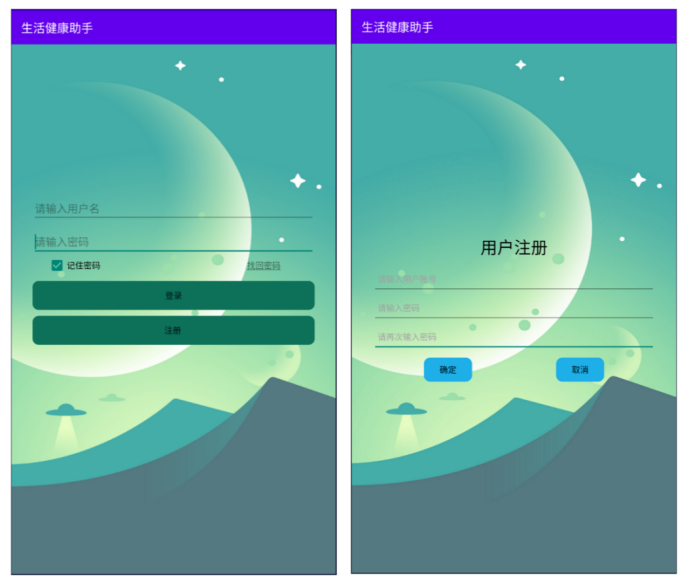 生活健康助手
请输入用户名
请输入密码
记住密码
找回密码
登录
注册
生活健康助手
用户注册
请输入用户名
请输入密码
请再次输入密码
确定
取消